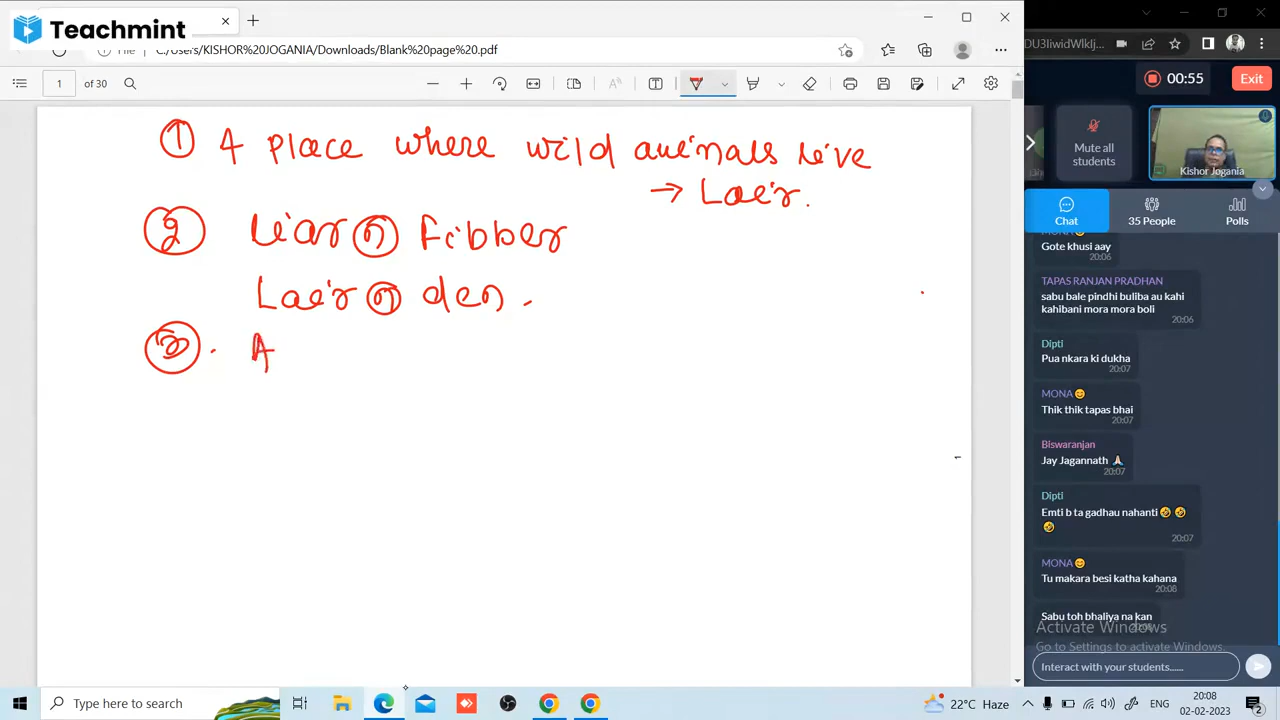 Teachmint
File C:/Users/KISHOR%20JOGANIA/Downloads/Blank%20page%20.pdf
DU3IiwidWlkIj...
1 of 30
00:55 Exit
① A place where wild animals live
→ Lair.
② Liar ⓝ Fibber
Lair ⓝ den.
③. A
Mute all students
Kishor Jogania
Chat 35 People Polls
MONA😊
Gote khusi aay
20:06
TAPAS RANJAN PRADHAN
sabu bale pindhi buliba au kahi kahibani mora mora boli
20:06
Dipti
Pua nkara ki dukha
20:07
MONA😊
Thik thik tapas bhai
20:07
Biswaranjan
Jay Jagannath 🙏🏻
20:07
Dipti
Emti b ta gadhau nahanti 🤣 🤣 🤣
20:07
MONA😊
Tu makara besi katha kahana
20:08
Sabu toh bhaliya na kan
Activate Windows
Go to Settings to activate Windows.
Interact with your students......
Type here to search
22°C Haze
ENG
20:08
02-02-2023
2